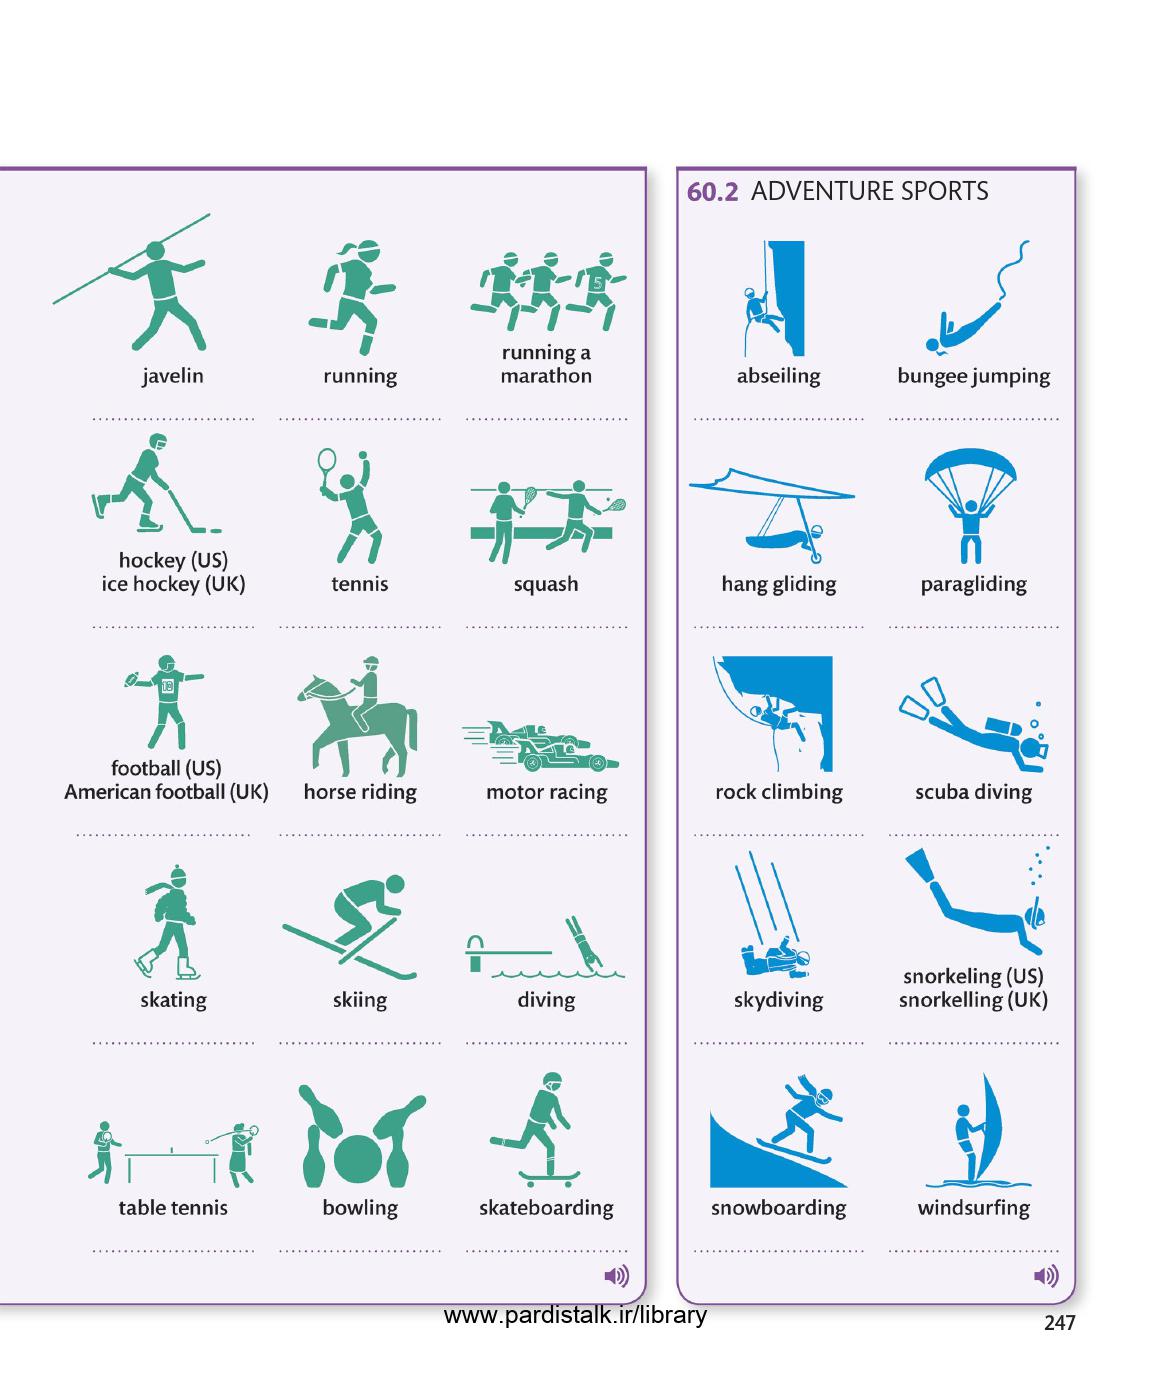 60.2 ADVENTURE SPORTS
5
javelin
running
running a
marathon
hockey (US)
ice hockey (UK)
tennis
squash
18
football (US)
American football (UK)
horse riding
motor racing
skating
skiing
diving
table tennis
bowling
skateboarding
abseiling
bungee jumping
hang gliding
paragliding
rock climbing
scuba diving
skydiving
snorkeling (US)
snorkelling (UK)
snowboarding
windsurfing
www.pardistalk.ir/library
247